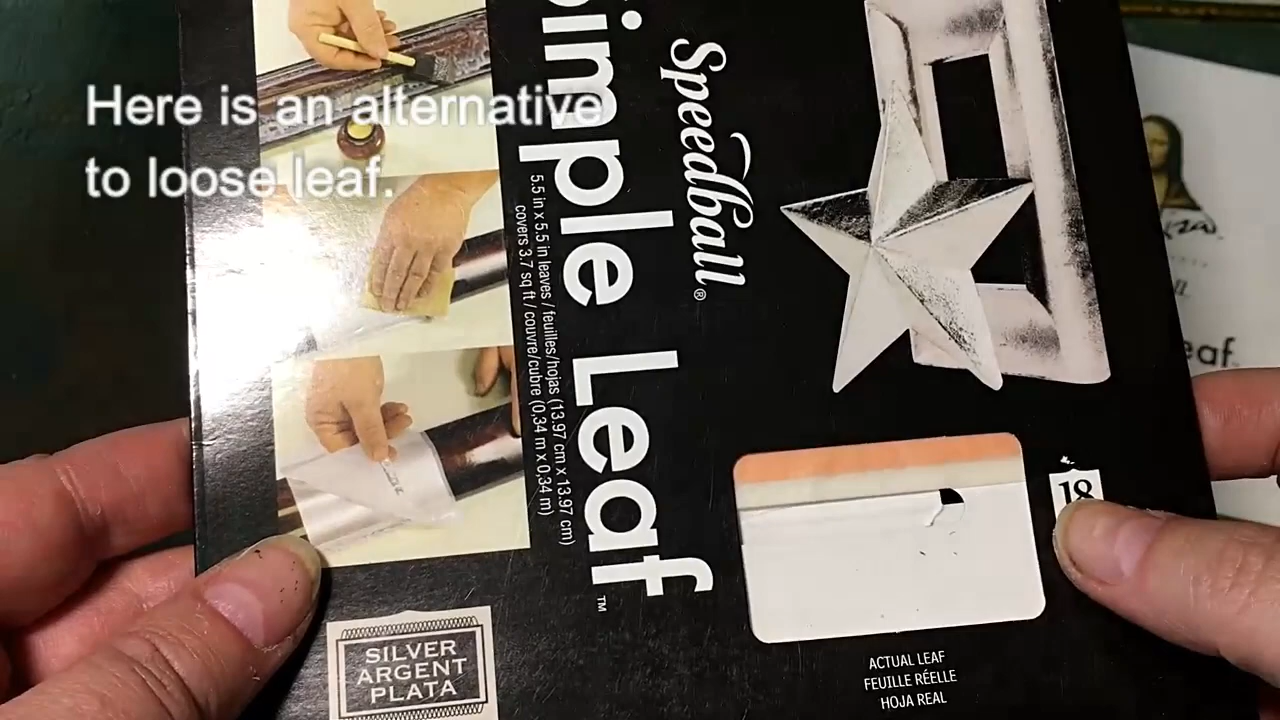 Here is an alternative
to loose leaf.
Speedball®
imple Leaf™
5.5 in x 5.5 in leaves / feuilles/hojas (13.97 cm x 13.97 cm)
covers 3.7 sq ft / couvre/cubre (0,34 m x 0,34 m)
18
SILVER
ARGENT
PLATA
ACTUAL LEAF
FEUILLE RÉELLE
HOJA REAL
eaf.